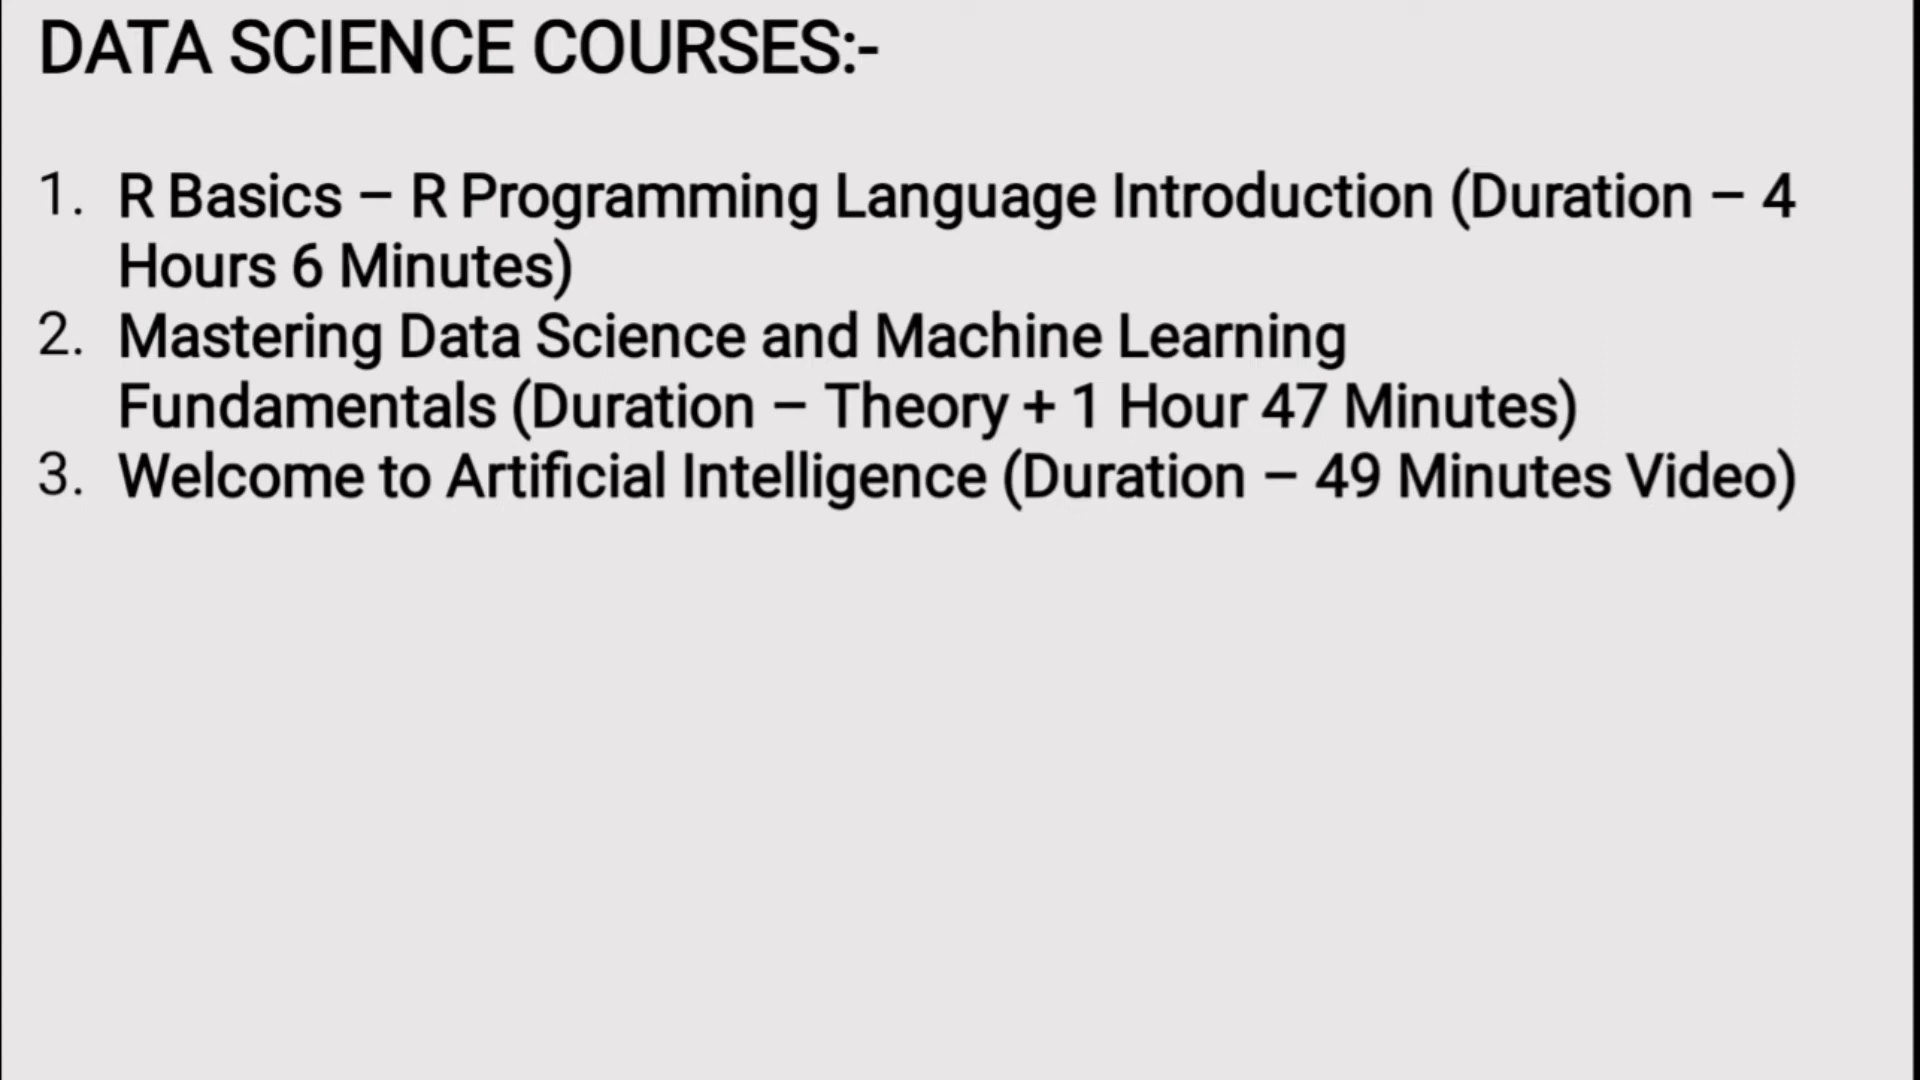 DATA SCIENCE COURSES:-
1. R Basics – R Programming Language Introduction (Duration – 4
Hours 6 Minutes)
2. Mastering Data Science and Machine Learning
Fundamentals (Duration – Theory + 1 Hour 47 Minutes)
3. Welcome to Artificial Intelligence (Duration – 49 Minutes Video)